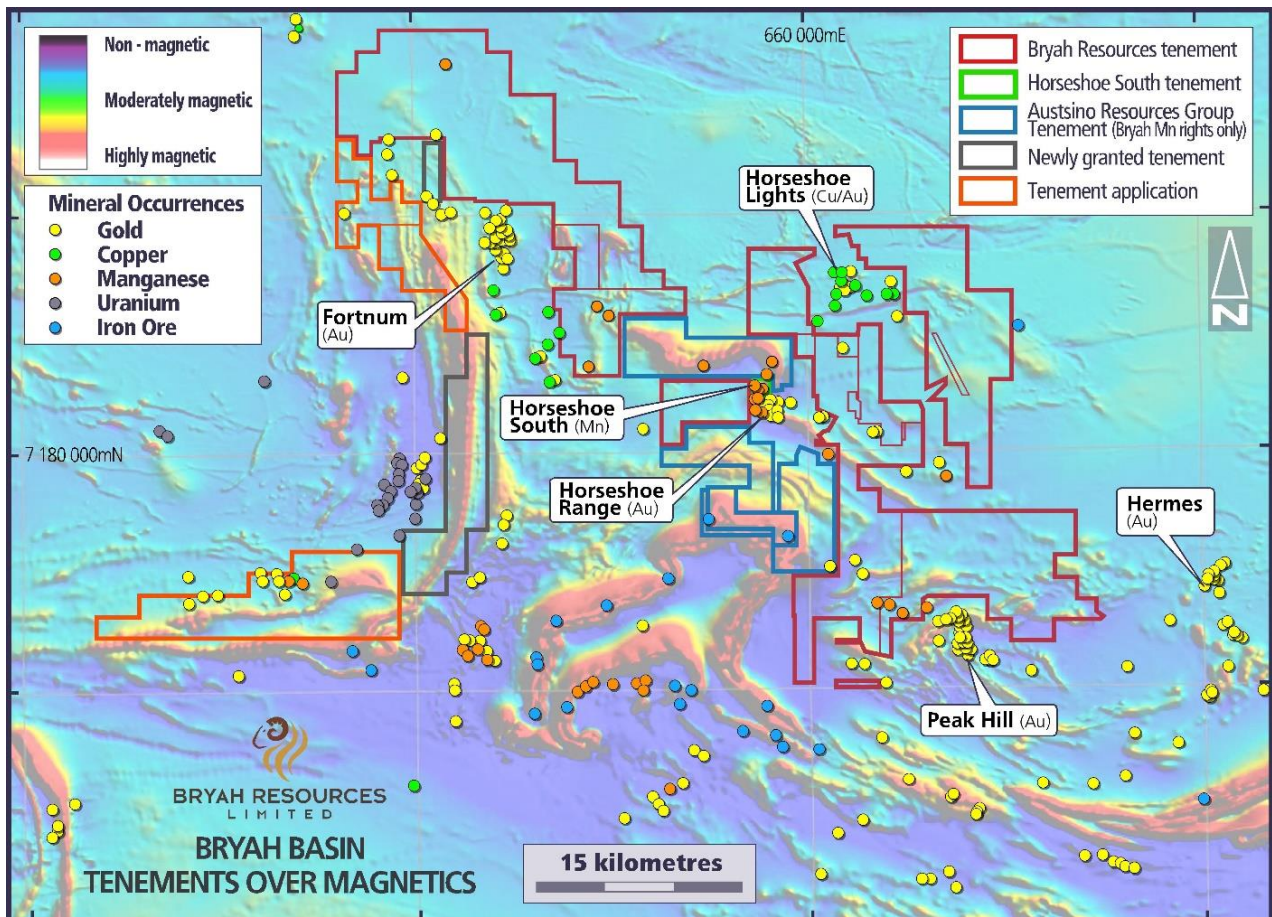 Non - magnetic
Moderately magnetic
Highly magnetic
Mineral Occurrences
Gold
Copper
Manganese
Uranium
Iron Ore
660 000mE
Bryah Resources tenement
Horseshoe South tenement
Austsino Resources Group
Tenement (Bryah Mn rights only)
Newly granted tenement
Tenement application
N
Horseshoe
Lights (Cu/Au)
Fortnum
(Au)
Horseshoe
South (Mn)
7 180 000mN
Horseshoe
Range (Au)
Hermes
(Au)
Peak Hill (Au)
BRYAH RESOURCES
LIMITED
BRYAH BASIN
TENEMENTS OVER MAGNETICS
15 kilometres